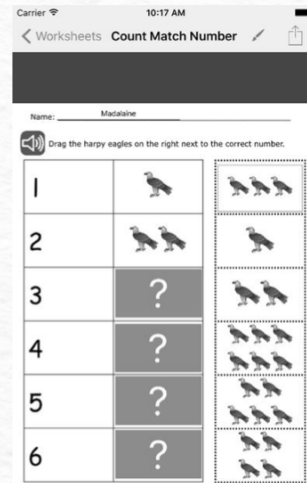 Carrier 10:17 AM
Worksheets Count Match Number
Name: Madalaine
Drag the harpy eagles on the right next to the correct number.
1
2
3 ?
4 ?
5 ?
6 ?